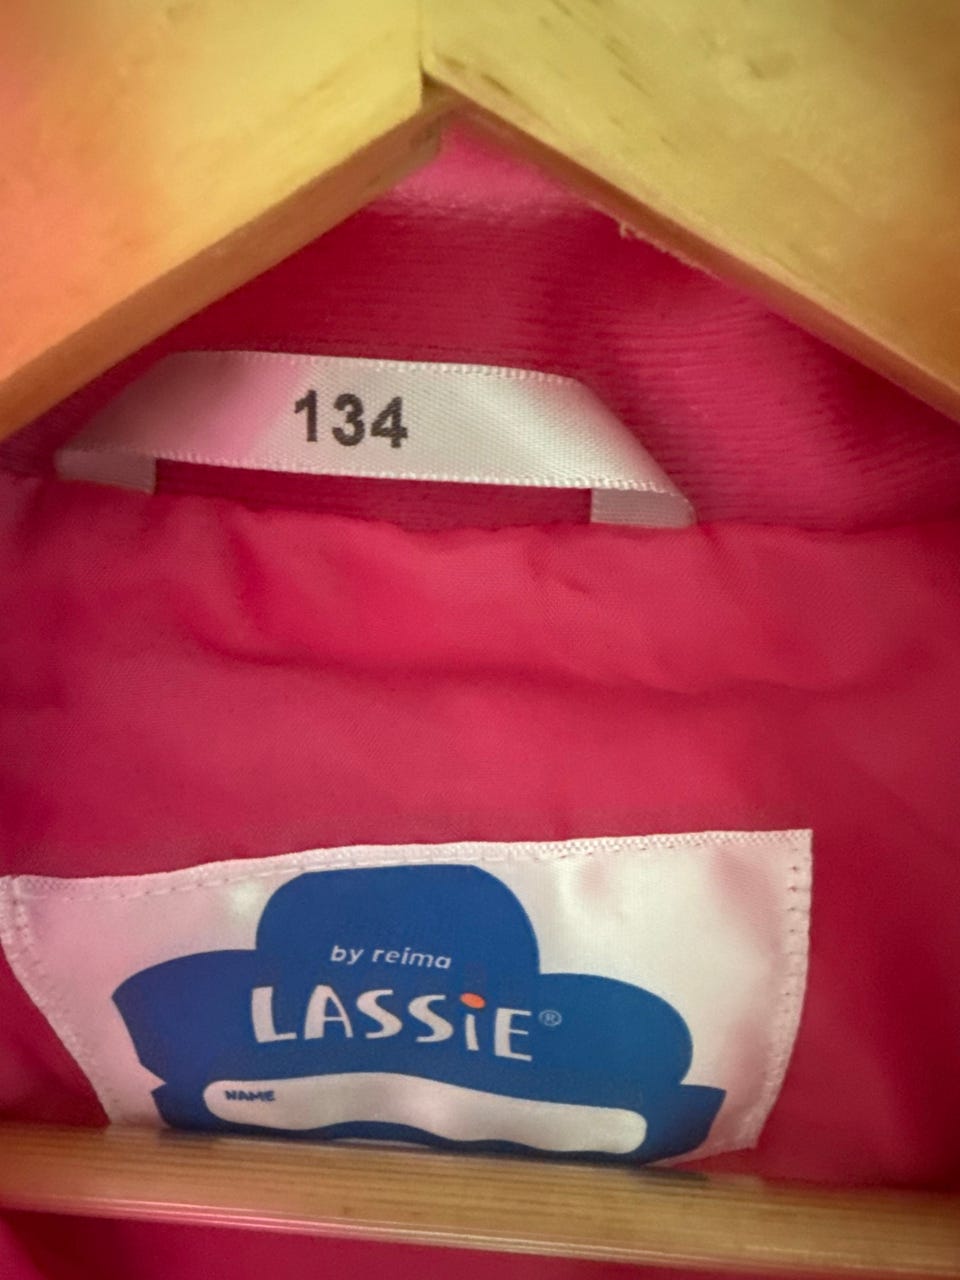 134
by reima
LASSiE®
NAME